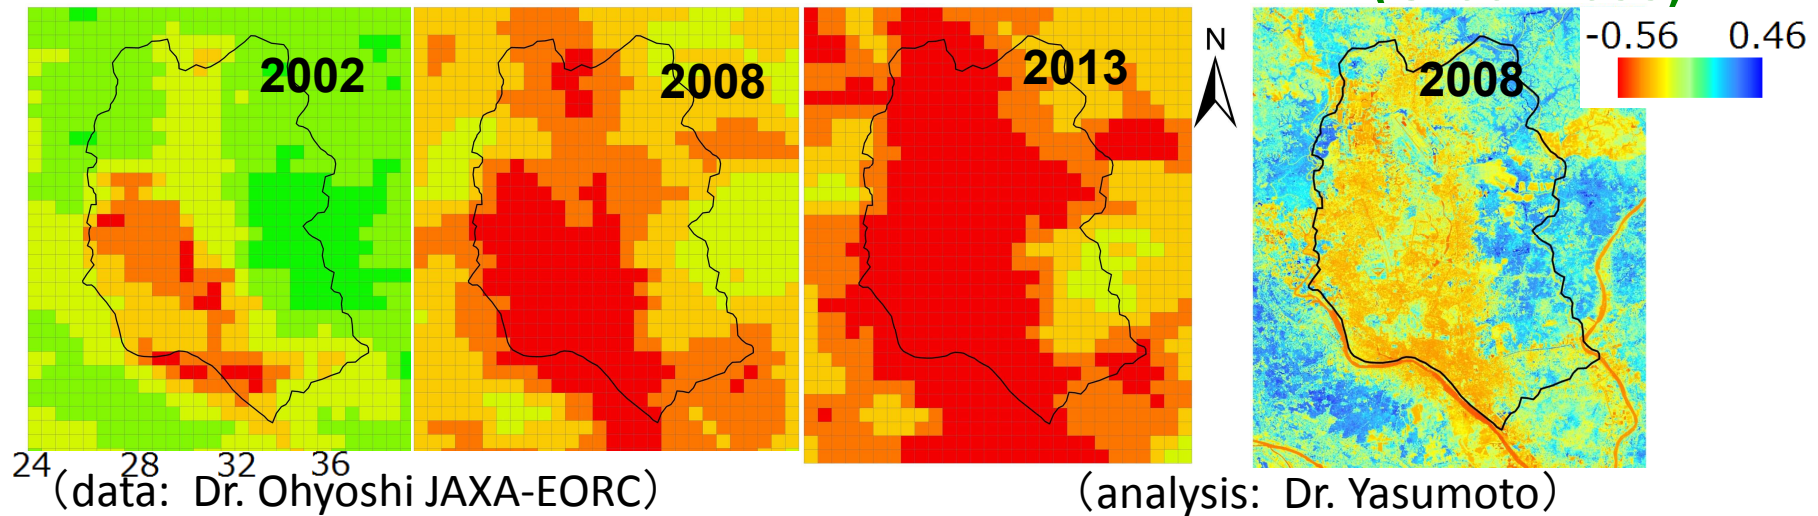 2002
2008
2013
N
2008
-0.56 0.46
24 28 32 36
（data: Dr. Ohyoshi JAXA-EORC）
（analysis: Dr. Yasumoto）